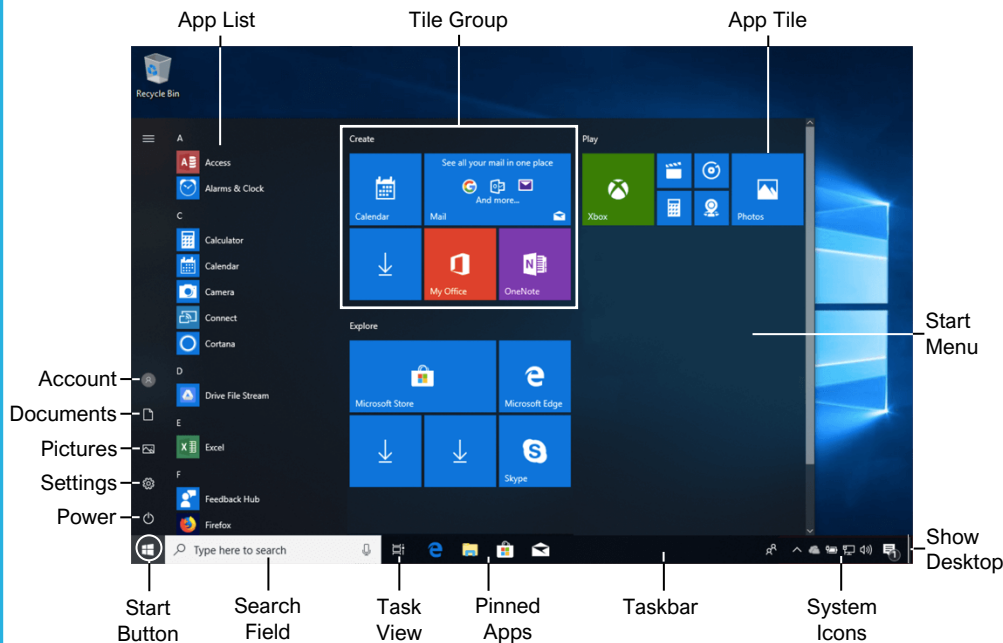 App List
Tile Group
App Tile
Recycle Bin
A
Access
Alarms & Clock
C
Calculator
Calendar
Camera
Connect
Cortana
D
Drive File Stream
E
Excel
F
Feedback Hub
Firefox
Create
Calendar
See all your mail in one place
And more...
Mail
My Office
OneNote
Play
Xbox
Photos
Explore
Microsoft Store
Microsoft Edge
Skype
Start
Menu
Account
Documents
Pictures
Settings
Power
Type here to search
1
Show
Desktop
Start
Button
Search
Field
Task
View
Pinned
Apps
Taskbar
System
Icons